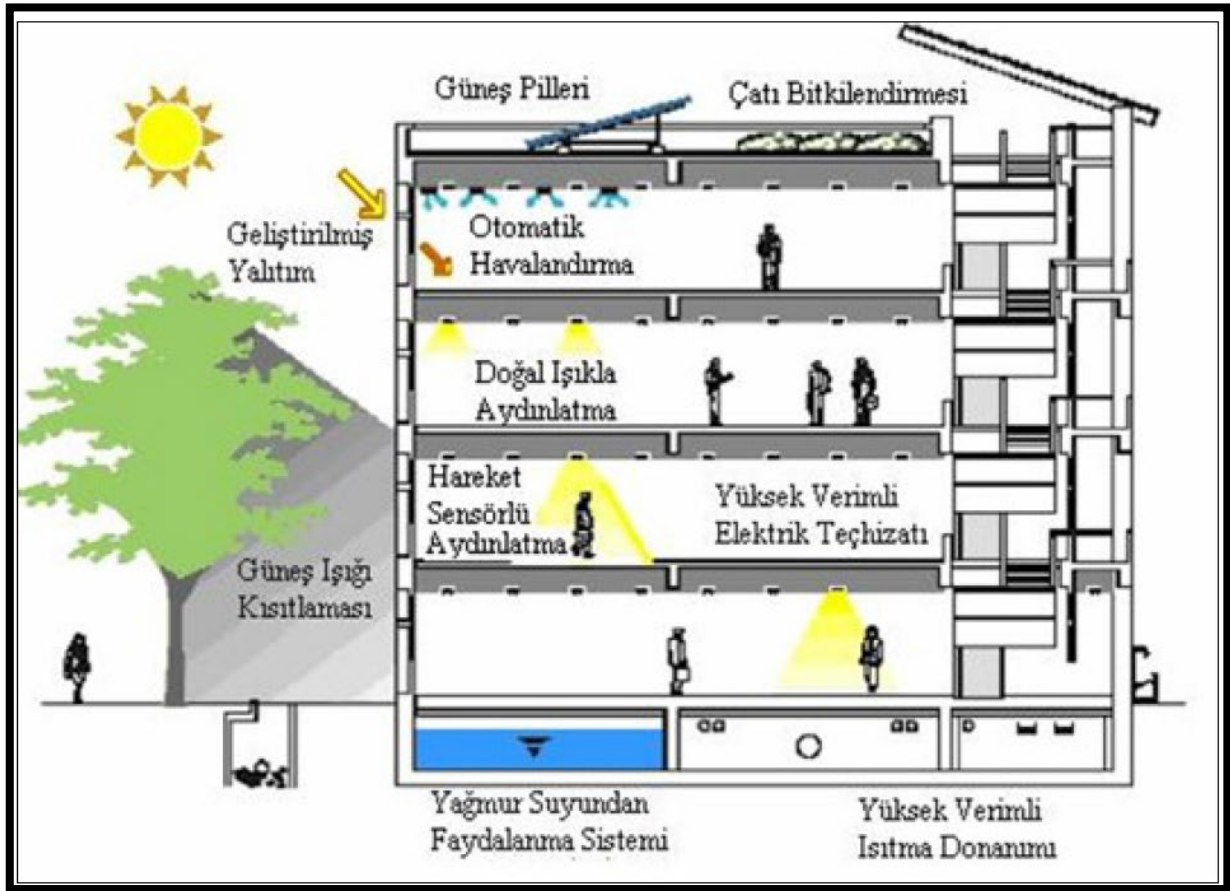 Güneş Pilleri
Çatı Bitkilendirmesi
Geliştirilmiş
Yalıtım
Otomatik
Havalandırma
Doğal Işıkla
Aydınlatma
Hareket
Sensörlü
Aydınlatma
Yüksek Verimli
Elektrik Teçhizatı
Güneş Işığı
Kısıtlaması
Yağmur Suyundan
Faydalanma Sistemi
Yüksek Verimli
Isıtma Donanımı